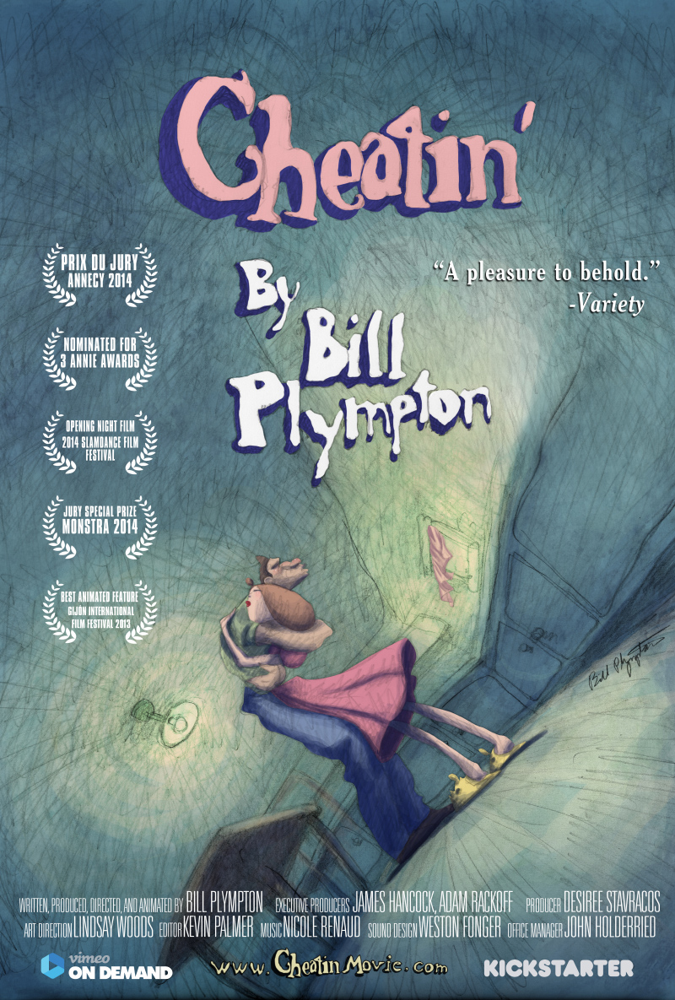 Cheatin'
By
Bill
Plympton
PRIX DU JURY
ANNECY 2014
NOMINATED FOR
3 ANNIE AWARDS
OPENING NIGHT FILM
2014 SLAMDANCE FILM
FESTIVAL
JURY SPECIAL PRIZE
MONSTRA 2014
BEST ANIMATED FEATURE
GIJÓN INTERNATIONAL
FILM FESTIVAL 2013
“A pleasure to behold.”
-Variety
Bill Plympton
WRITTEN, PRODUCED, DIRECTED, AND ANIMATED BY BILL PLYMPTON EXECUTIVE PRODUCERS JAMES HANCOCK, ADAM RACKOFF PRODUCER DESIREE STAVRACOS
ART DIRECTION LINDSAY WOODS EDITOR KEVIN PALMER MUSIC NICOLE RENAUD SOUND DESIGN WESTON FONGER OFFICE MANAGER JOHN HOLDERRIED
vimeo
ON DEMAND
www.CheatinMovie.com
KICKSTARTER